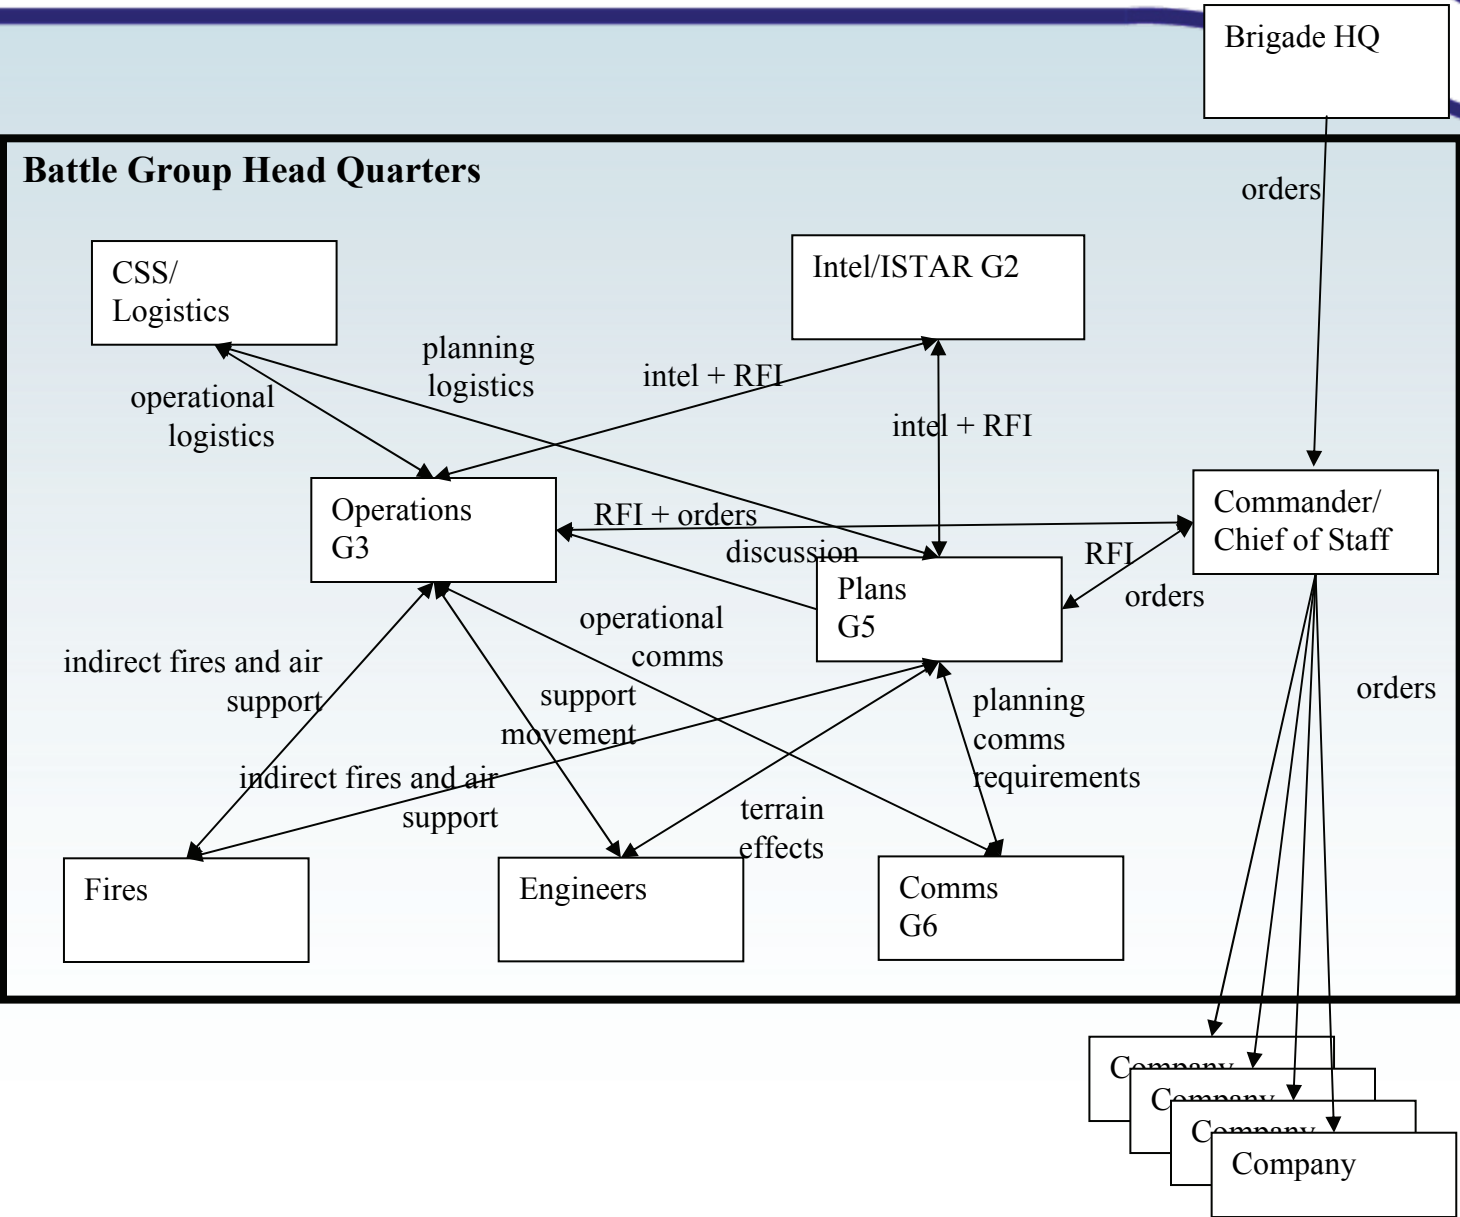 Brigade HQ
Battle Group Head Quarters
orders
CSS/
Logistics
Intel/ISTAR G2
planning
logistics
intel + RFI
operational
logistics
intel + RFI
Operations
G3
RFI + orders
discussion
Commander/
Chief of Staff
RFI
orders
Plans
G5
operational
comms
indirect fires and air
support
support
movement
planning
comms
requirements
orders
indirect fires and air
support
terrain
effects
Fires
Engineers
Comms
G6
Company
Company
Company
Company